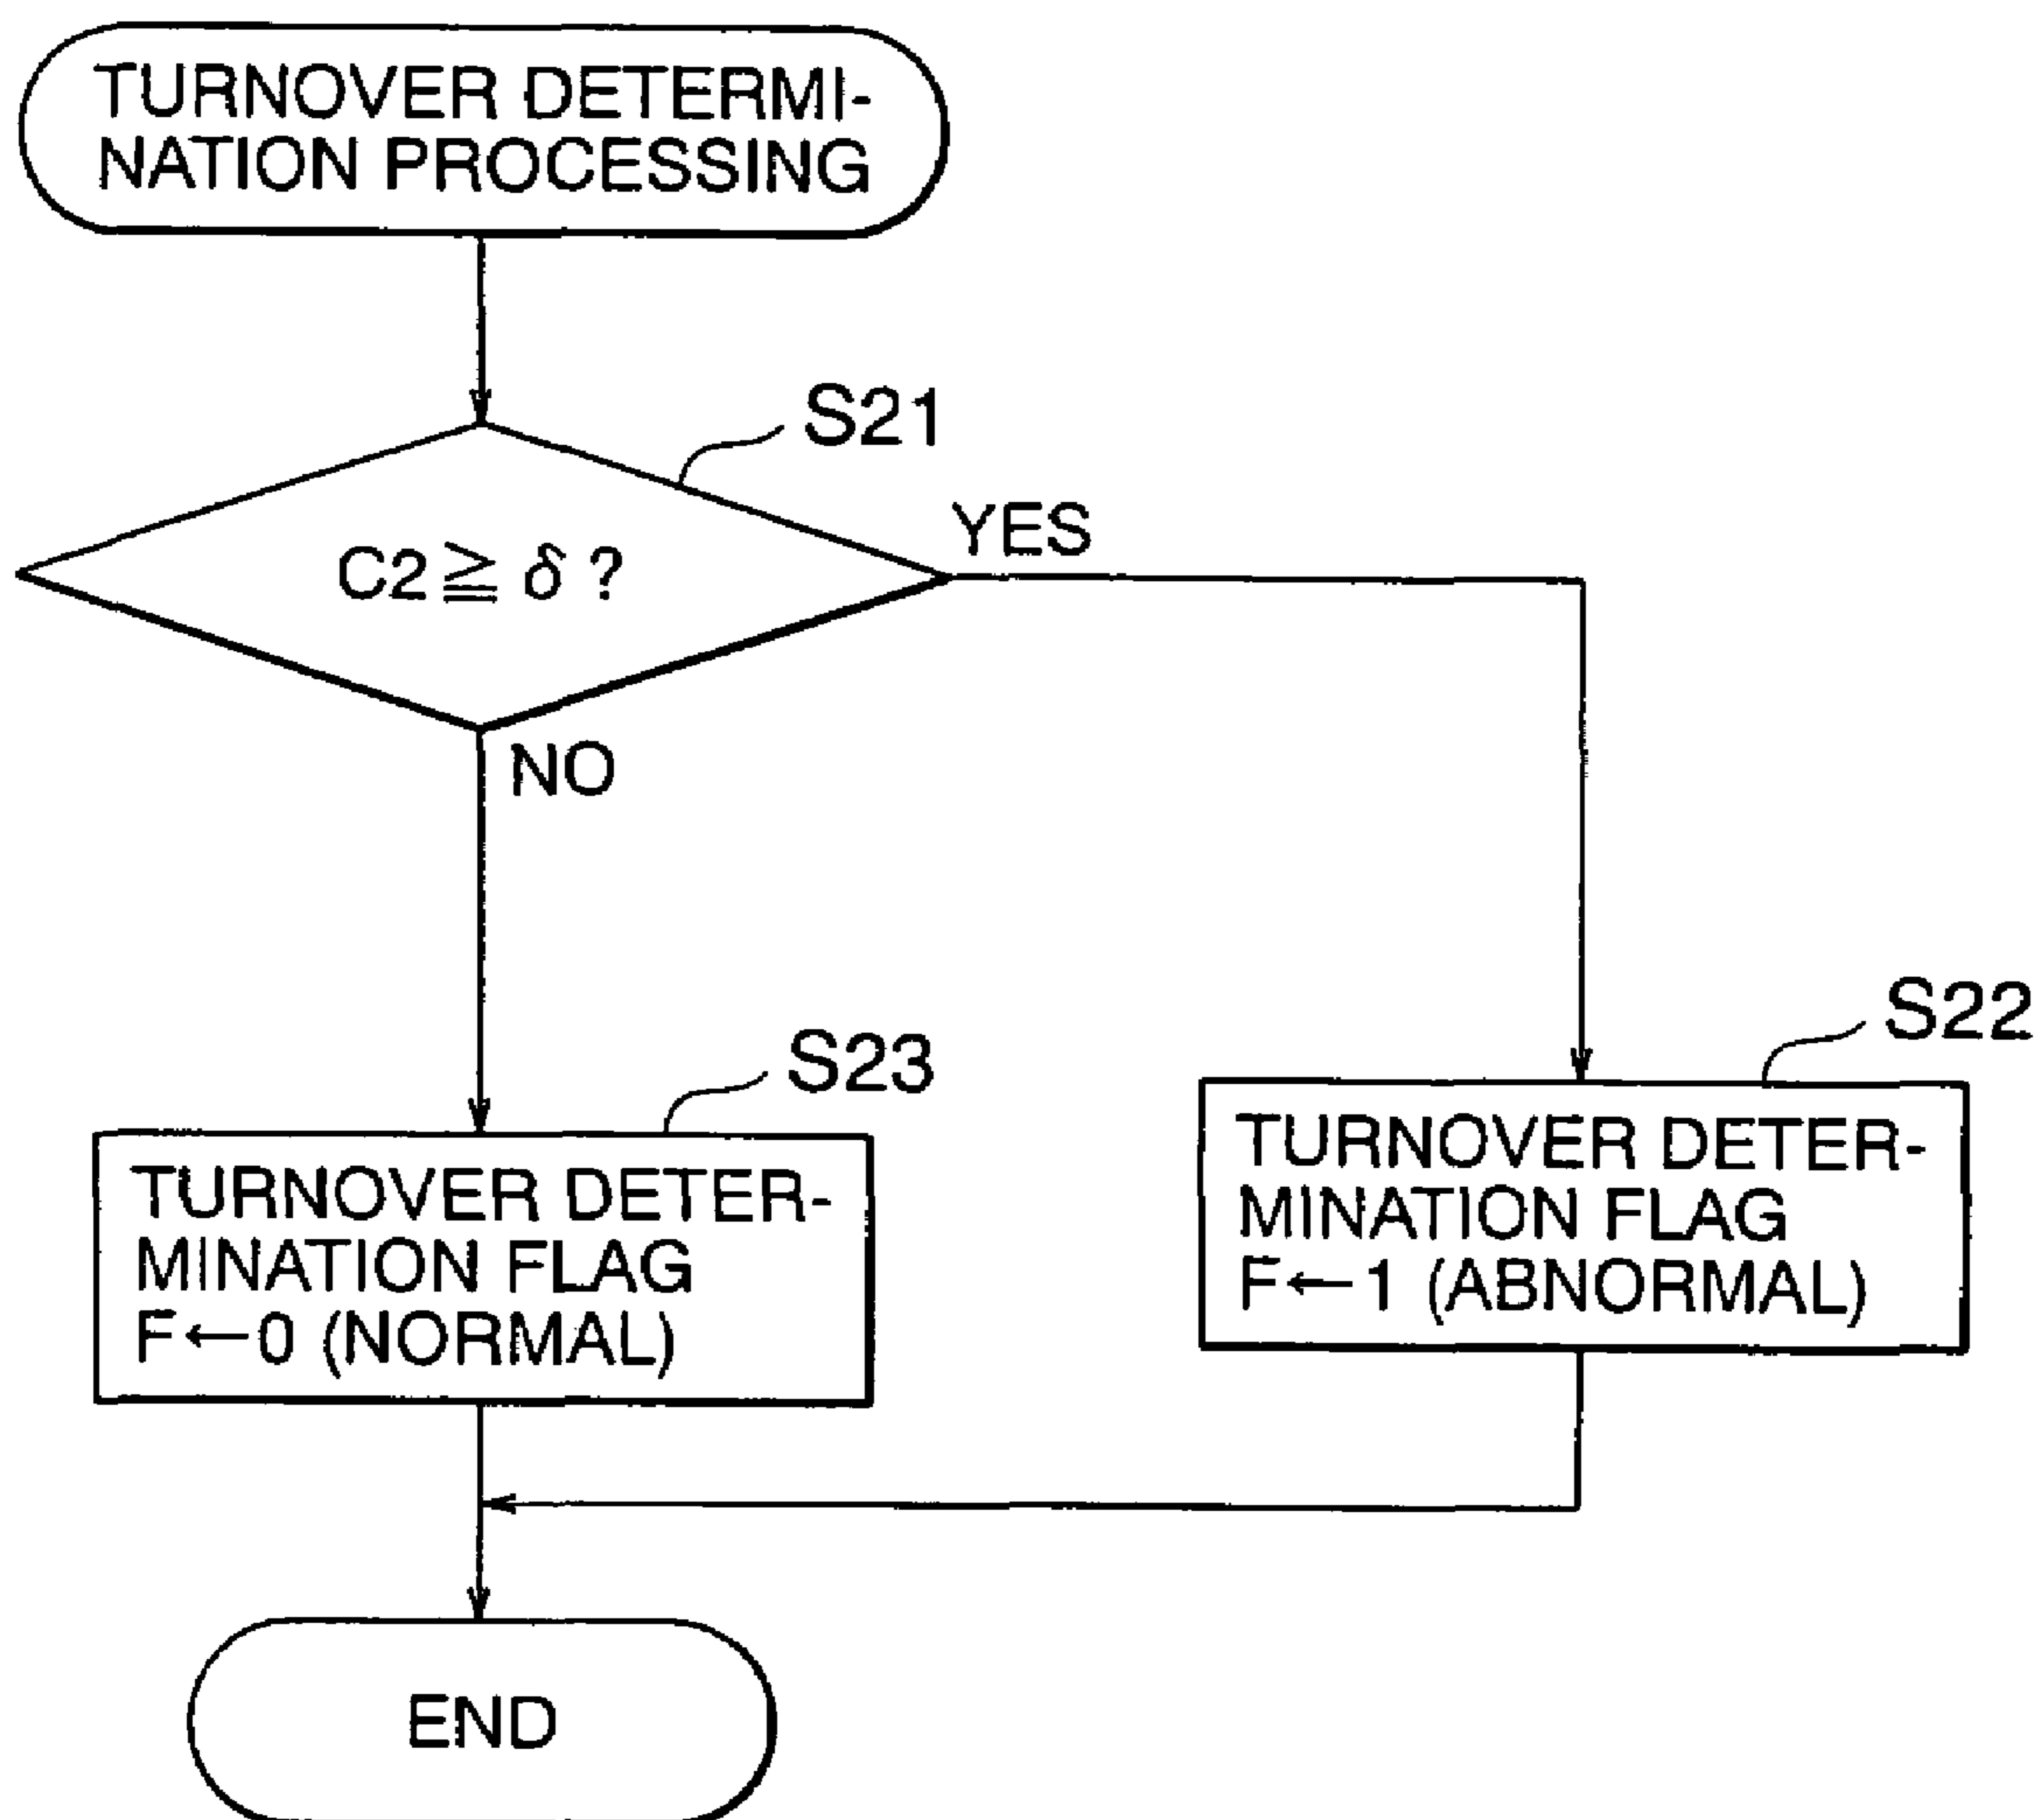 TURNOVER DETERMI-
NATION PROCESSING
S21
C2 ≧ δ ?
YES
NO
S22
TURNOVER DETER-
MINATION FLAG
F←1 (ABNORMAL)
S23
TURNOVER DETER-
MINATION FLAG
F←0 (NORMAL)
END